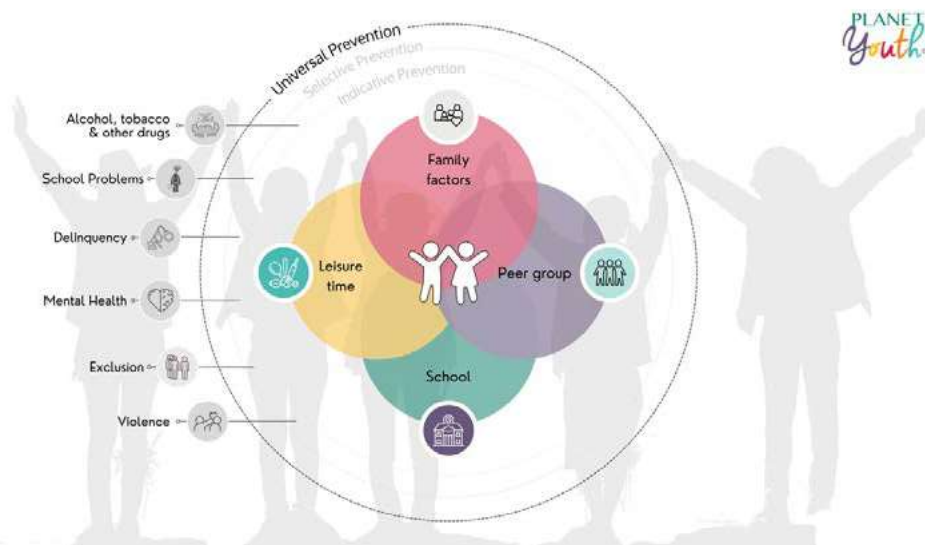 PLANET
Youth
Universal Prevention
Selective Prevention
Indicative Prevention
Alcohol, tobacco
& other drugs
School Problems
Delinquency
Mental Health
Exclusion
Violence
Family
factors
Leisure
time
Peer group
School